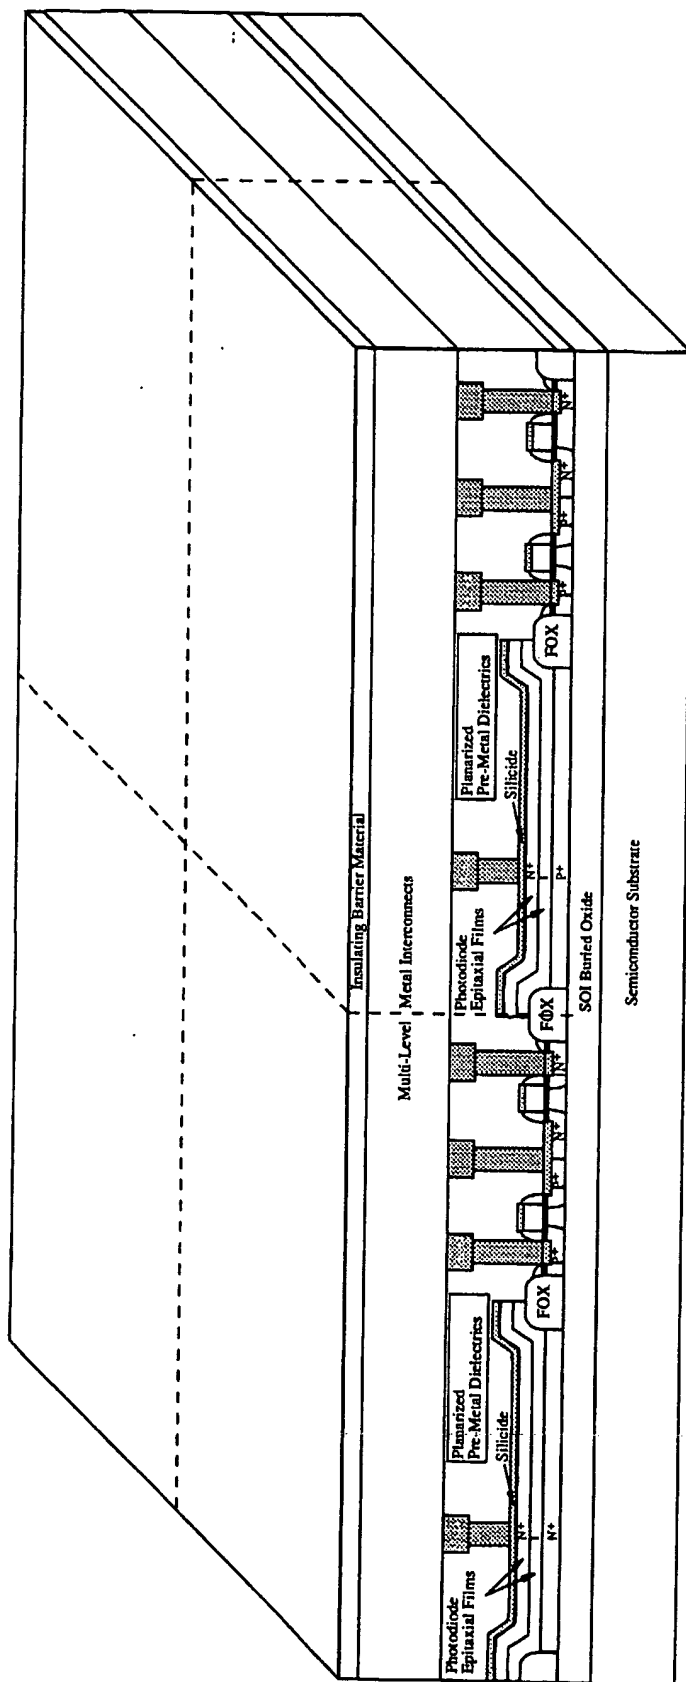 Insulating Barrier Material
Multi-Level Metal Interconnects
Photodiode
Epitaxial Films
Planarized
Pre-Metal Dielectrics
Silicide
N+
I
N+
FOX
P+
P+
N+
N+
FOX
Photodiode
Epitaxial Films
Planarized
Pre-Metal Dielectrics
Silicide
N+
I
P+
FOX
P+
P+
N+
N+
SOI Buried Oxide
Semiconductor Substrate